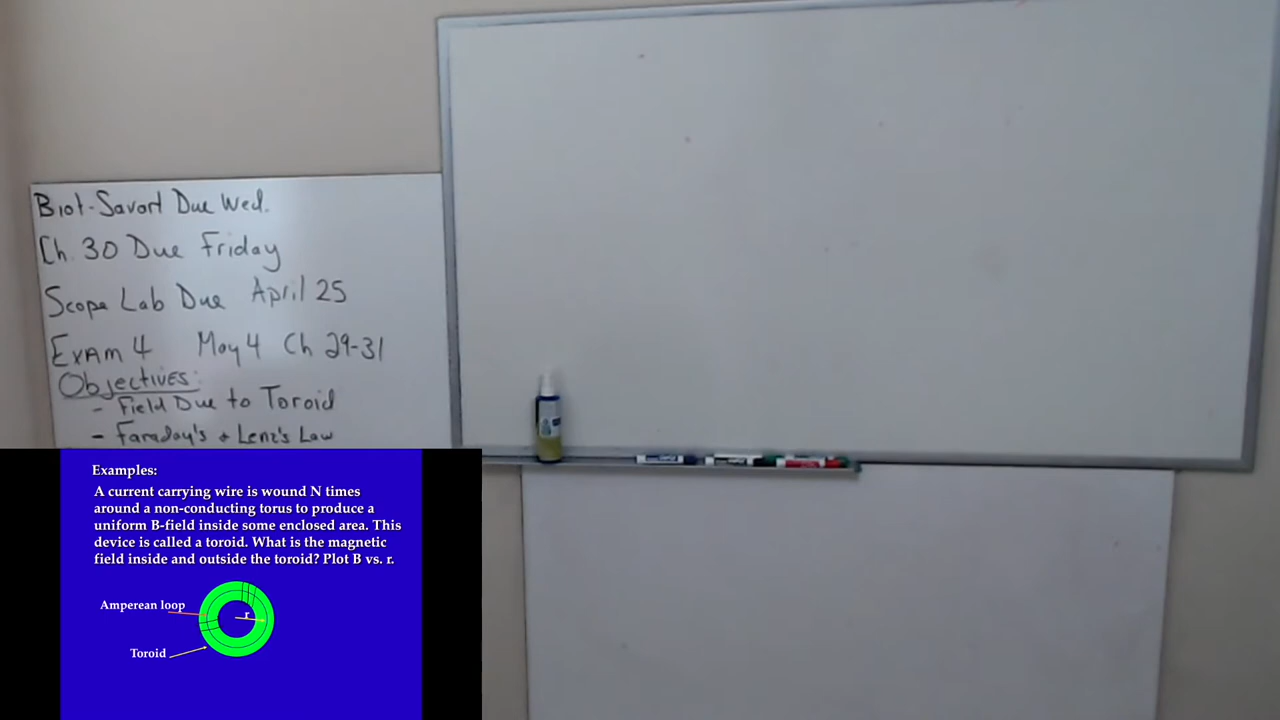 Biot-Savart Due Wed.
Ch. 30 Due Friday
Scope Lab Due April 25
Exam 4 May 4 Ch 29-31
Objectives:
- Field Due to Toroid
- Faraday's + Lenz's Law
Examples:
A current carrying wire is wound N times
around a non-conducting torus to produce a
uniform B-field inside some enclosed area. This
device is called a toroid. What is the magnetic
field inside and outside the toroid? Plot B vs. r.
Amperean loop
r
Toroid